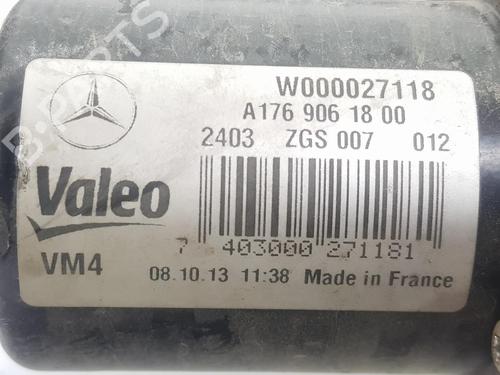 W000027118
A176 906 18 00
2403 ZGS 007 012
Valeo
7 403000 271181
VM4
08.10.13 11:38 Made in France
B-PARTS